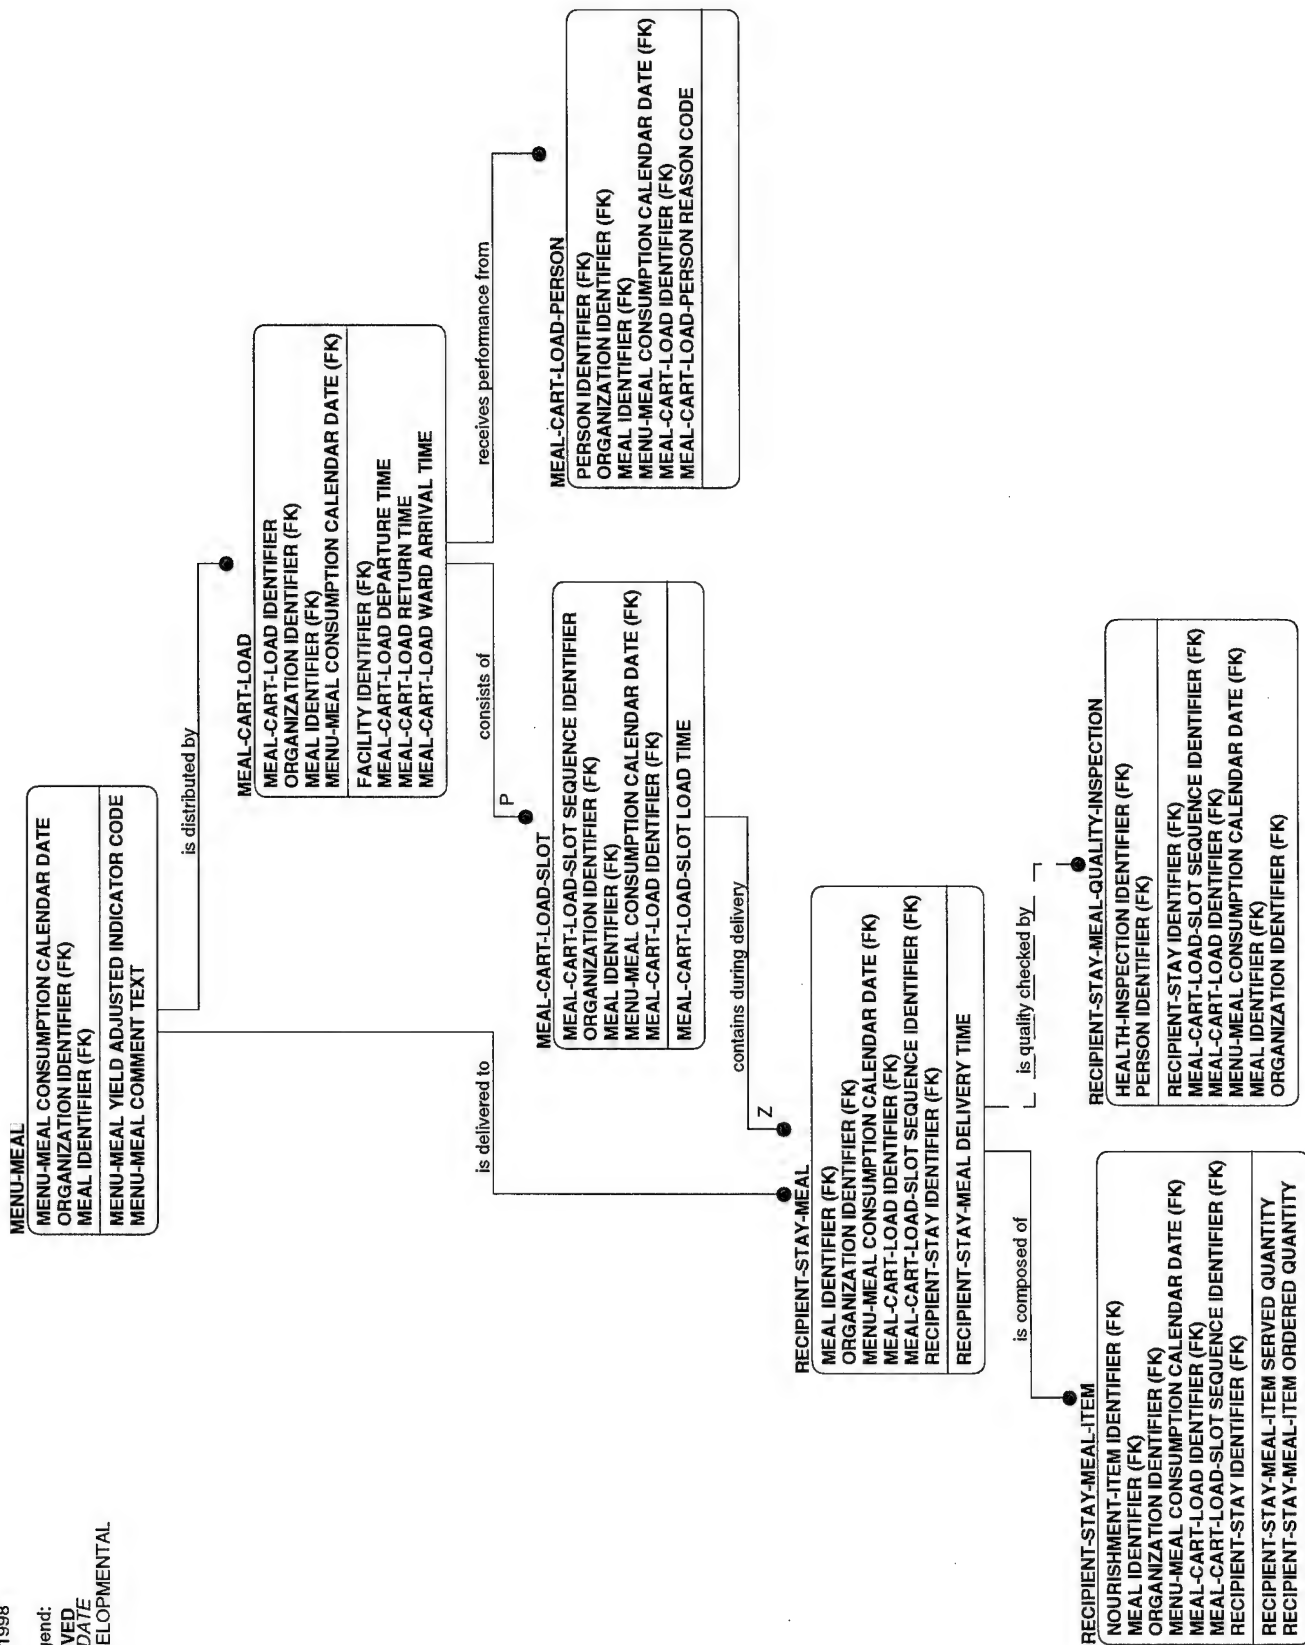 1998
end:
VED
DATE
ELOPMENTAL
MENU-MEAL
MENU-MEAL CONSUMPTION CALENDAR DATE
ORGANIZATION IDENTIFIER (FK)
MEAL IDENTIFIER (FK)
MENU-MEAL YIELD ADJUSTED INDICATOR CODE
MENU-MEAL COMMENT TEXT
is distributed by
is delivered to
MEAL-CART-LOAD
MEAL-CART-LOAD IDENTIFIER
ORGANIZATION IDENTIFIER (FK)
MEAL IDENTIFIER (FK)
MENU-MEAL CONSUMPTION CALENDAR DATE (FK)
FACILITY IDENTIFIER (FK)
MEAL-CART-LOAD DEPARTURE TIME
MEAL-CART-LOAD RETURN TIME
MEAL-CART-LOAD WARD ARRIVAL TIME
consists of
P
receives performance from
MEAL-CART-LOAD-SLOT
MEAL-CART-LOAD-SLOT SEQUENCE IDENTIFIER
ORGANIZATION IDENTIFIER (FK)
MEAL IDENTIFIER (FK)
MENU-MEAL CONSUMPTION CALENDAR DATE (FK)
MEAL-CART-LOAD IDENTIFIER (FK)
MEAL-CART-LOAD-SLOT LOAD TIME
MEAL-CART-LOAD-PERSON
PERSON IDENTIFIER (FK)
ORGANIZATION IDENTIFIER (FK)
MEAL IDENTIFIER (FK)
MENU-MEAL CONSUMPTION CALENDAR DATE (FK)
MEAL-CART-LOAD IDENTIFIER (FK)
MEAL-CART-LOAD-PERSON REASON CODE
contains during delivery
Z
RECIPIENT-STAY-MEAL
MEAL IDENTIFIER (FK)
ORGANIZATION IDENTIFIER (FK)
MENU-MEAL CONSUMPTION CALENDAR DATE (FK)
MEAL-CART-LOAD IDENTIFIER (FK)
MEAL-CART-LOAD-SLOT SEQUENCE IDENTIFIER (FK)
RECIPIENT-STAY IDENTIFIER (FK)
RECIPIENT-STAY-MEAL DELIVERY TIME
is composed of
is quality checked by
RECIPIENT-STAY-MEAL-ITEM
NOURISHMENT-ITEM IDENTIFIER (FK)
MEAL IDENTIFIER (FK)
ORGANIZATION IDENTIFIER (FK)
MENU-MEAL CONSUMPTION CALENDAR DATE (FK)
MEAL-CART-LOAD IDENTIFIER (FK)
MEAL-CART-LOAD-SLOT SEQUENCE IDENTIFIER (FK)
RECIPIENT-STAY IDENTIFIER (FK)
RECIPIENT-STAY-MEAL-ITEM SERVED QUANTITY
RECIPIENT-STAY-MEAL-ITEM ORDERED QUANTITY
RECIPIENT-STAY-MEAL-QUALITY-INSPECTION
HEALTH-INSPECTION IDENTIFIER (FK)
PERSON IDENTIFIER (FK)
RECIPIENT-STAY IDENTIFIER (FK)
MEAL-CART-LOAD-SLOT SEQUENCE IDENTIFIER (FK)
MEAL-CART-LOAD IDENTIFIER (FK)
MENU-MEAL CONSUMPTION CALENDAR DATE (FK)
MEAL IDENTIFIER (FK)
ORGANIZATION IDENTIFIER (FK)